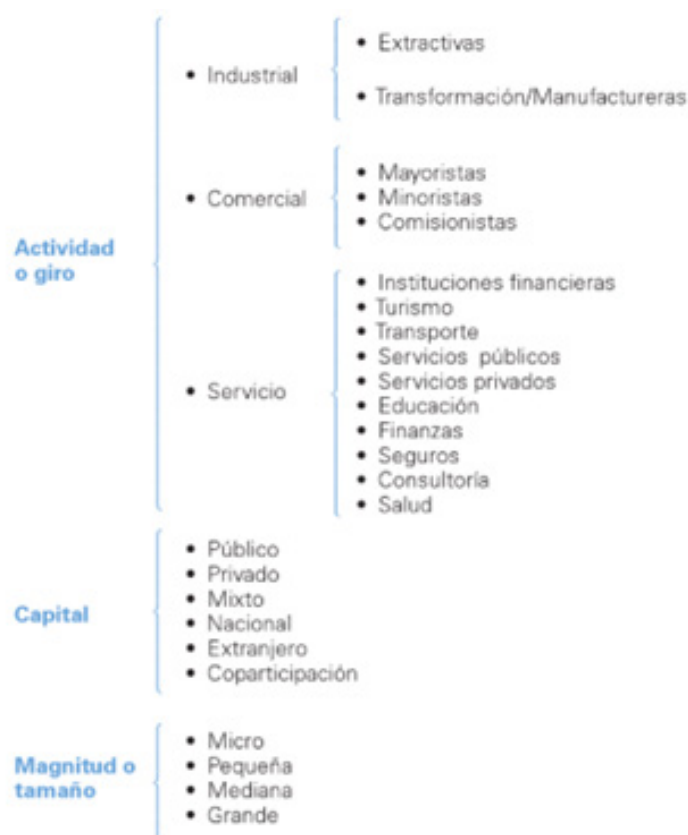 Actividad
o giro
• Industrial
• Extractivas
• Transformación/Manufactureras
• Comercial
• Mayoristas
• Minoristas
• Comisionistas
• Servicio
• Instituciones financieras
• Turismo
• Transporte
• Servicios públicos
• Servicios privados
• Educación
• Finanzas
• Seguros
• Consultoría
• Salud
Capital
• Público
• Privado
• Mixto
• Nacional
• Extranjero
• Coparticipación
Magnitud o
tamaño
• Micro
• Pequeña
• Mediana
• Grande